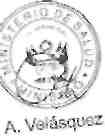 MINISTERIO DE SALUD
A. Velásquez